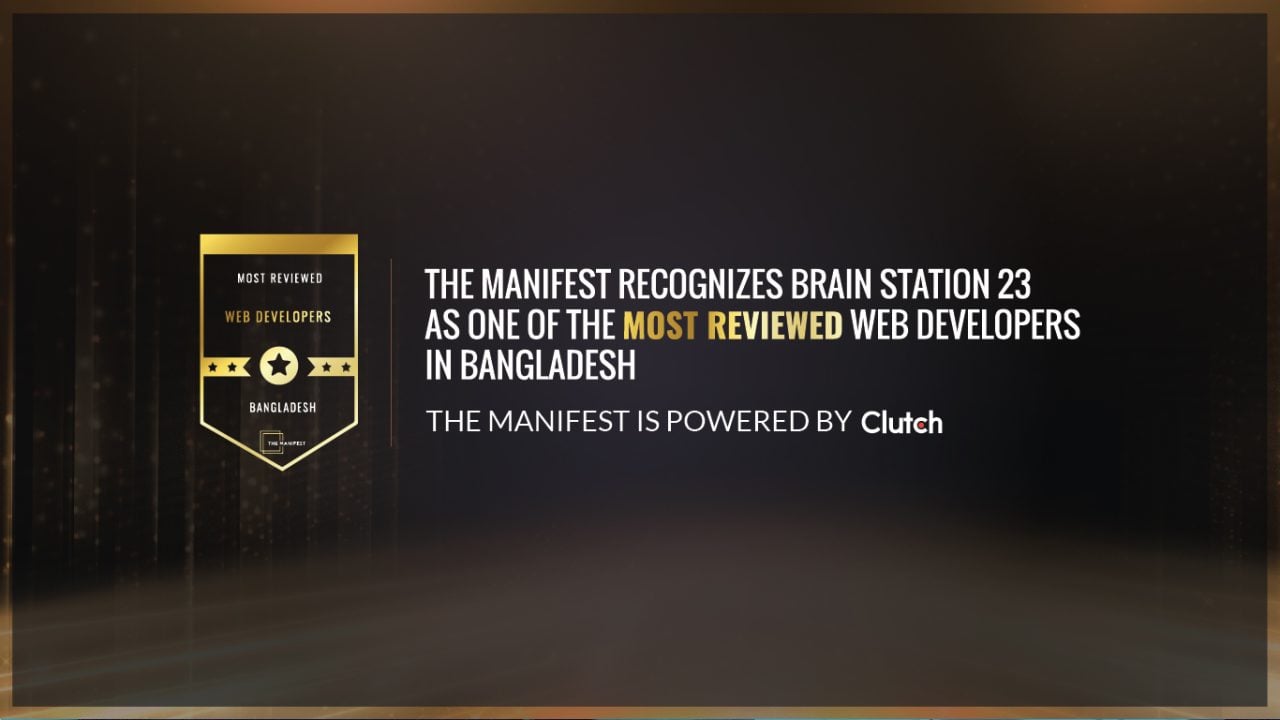 MOST REVIEWED
WEB DEVELOPERS
BANGLADESH
THE MANIFEST
THE MANIFEST RECOGNIZES BRAIN STATION 23
AS ONE OF THE MOST REVIEWED WEB DEVELOPERS
IN BANGLADESH
THE MANIFEST IS POWERED BY Clutch